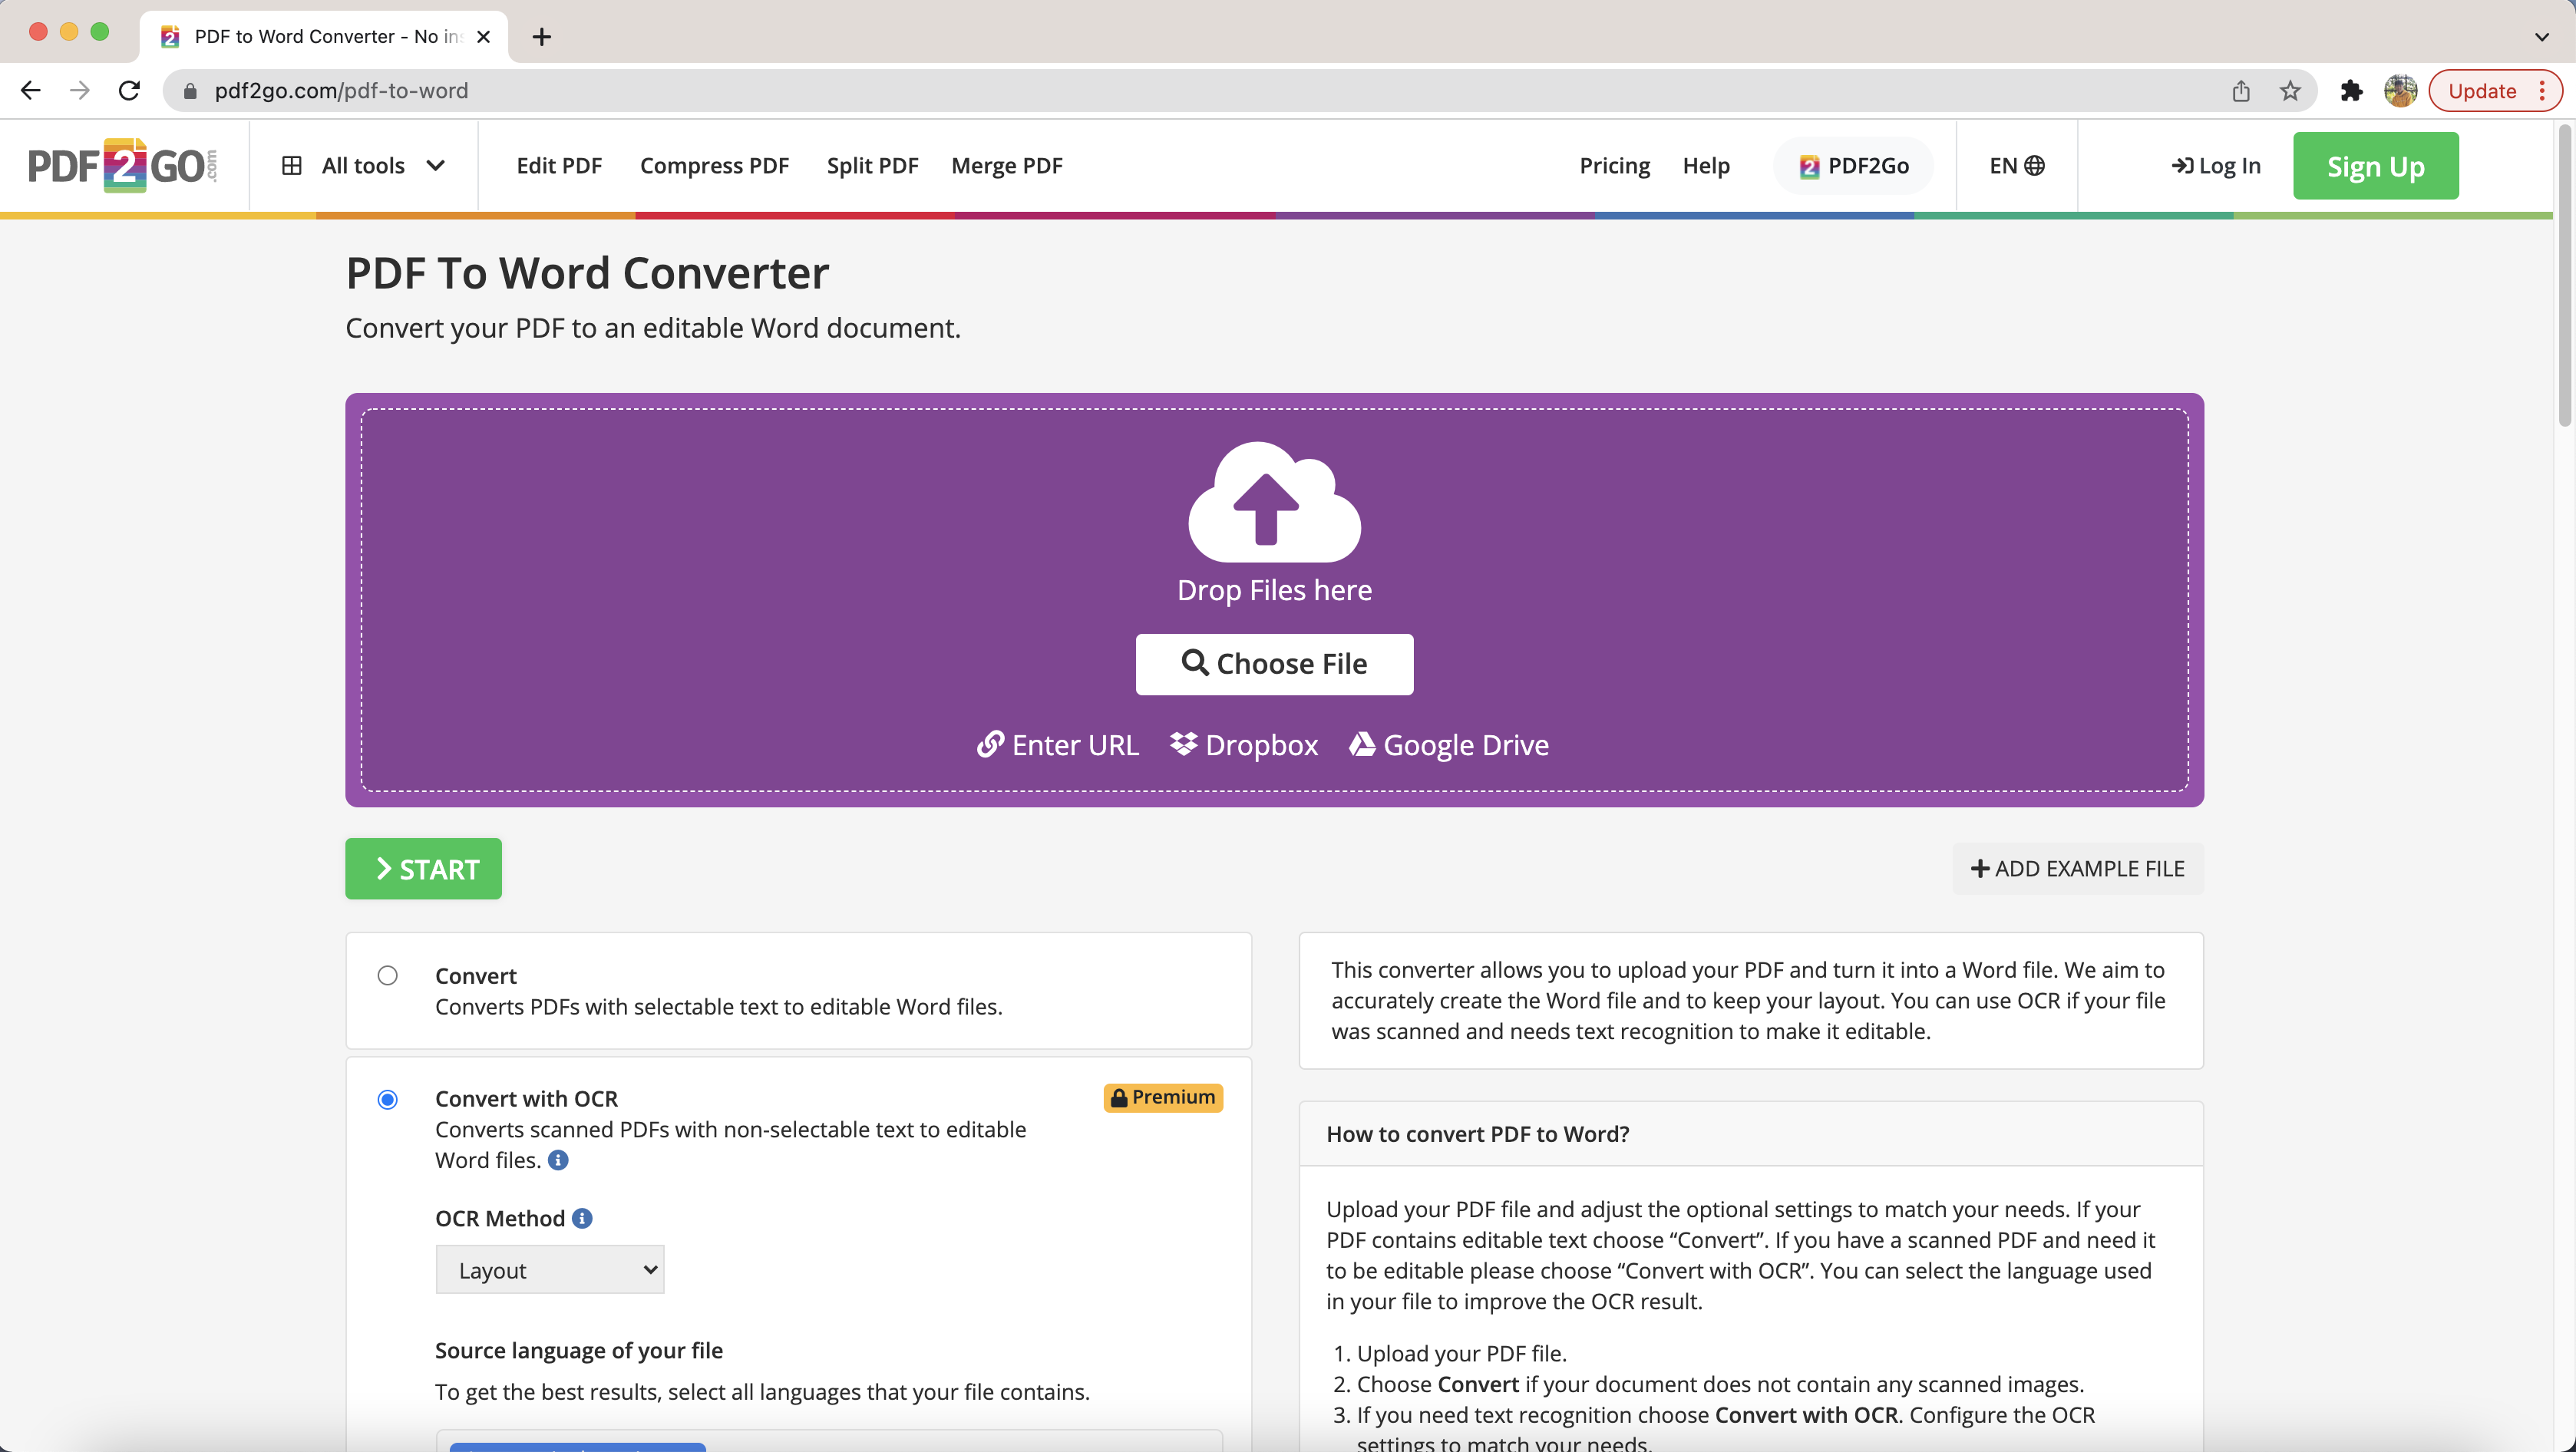 PDF to Word Converter - No in
pdf2go.com/pdf-to-word
Update
PDF2GO.com
All tools
Edit PDF
Compress PDF
Split PDF
Merge PDF
Pricing
Help
2 PDF2Go
EN
Log In
Sign Up
PDF To Word Converter
Convert your PDF to an editable Word document.
Drop Files here
Choose File
Enter URL
Dropbox
Google Drive
START
ADD EXAMPLE FILE
Convert
Converts PDFs with selectable text to editable Word files.
Convert with OCR
Premium
Converts scanned PDFs with non-selectable text to editable
Word files.
OCR Method
Layout
Source language of your file
To get the best results, select all languages that your file contains.
This converter allows you to upload your PDF and turn it into a Word file. We aim to
accurately create the Word file and to keep your layout. You can use OCR if your file
was scanned and needs text recognition to make it editable.
How to convert PDF to Word?
Upload your PDF file and adjust the optional settings to match your needs. If your
PDF contains editable text choose “Convert”. If you have a scanned PDF and need it
to be editable please choose “Convert with OCR”. You can select the language used
in your file to improve the OCR result.
1. Upload your PDF file.
2. Choose Convert if your document does not contain any scanned images.
3. If you need text recognition choose Convert with OCR. Configure the OCR
settings to match your needs.